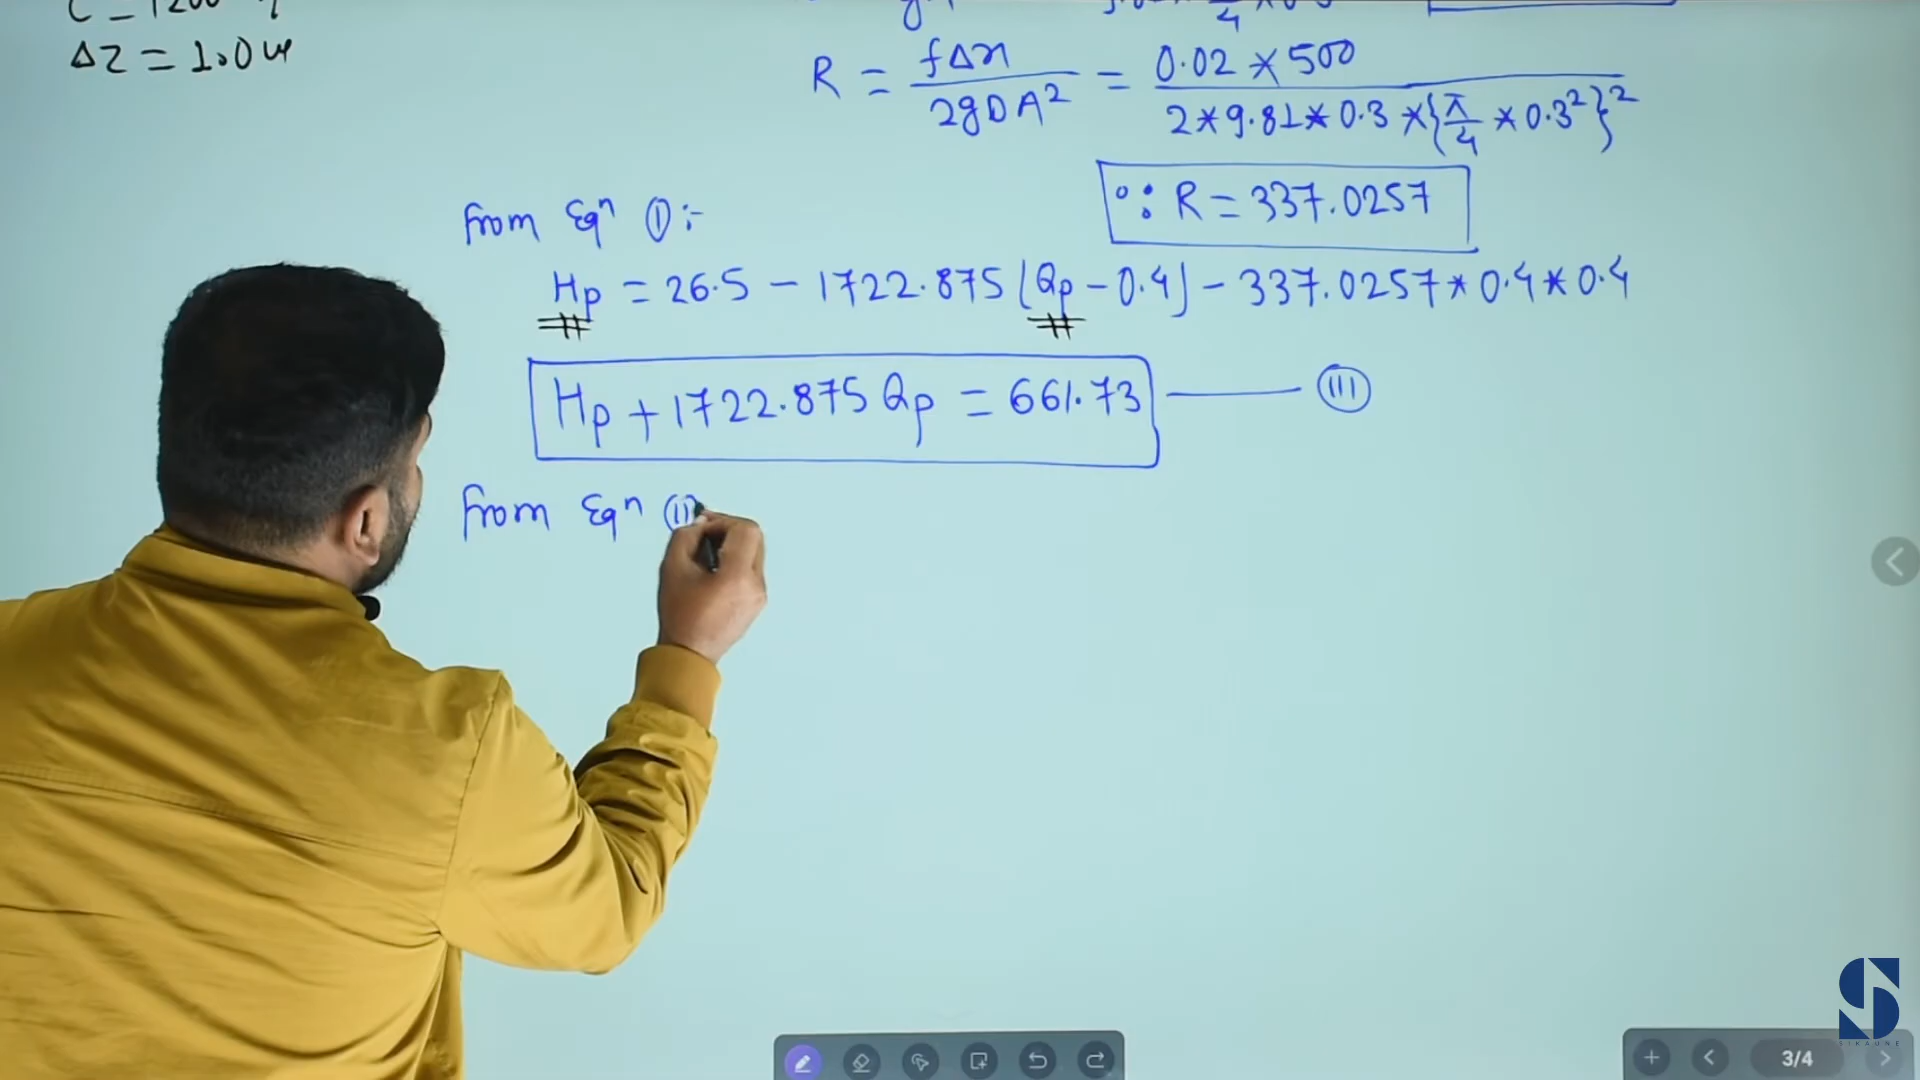 ΔZ = 1.0 m
R = fΔx / 2gDA² = 0.02 * 500 / 2*9.81*0.3*{π/4 *0.3²}²
∴ R = 337.0257
from Eqn (I):-
Hp = 26.5 - 1722.875 (Qp - 0.4) - 337.0257*0.4*0.4
Hp + 1722.875 Qp = 661.73 (III)
from Eqn (II)
3/4
SIKAUNE